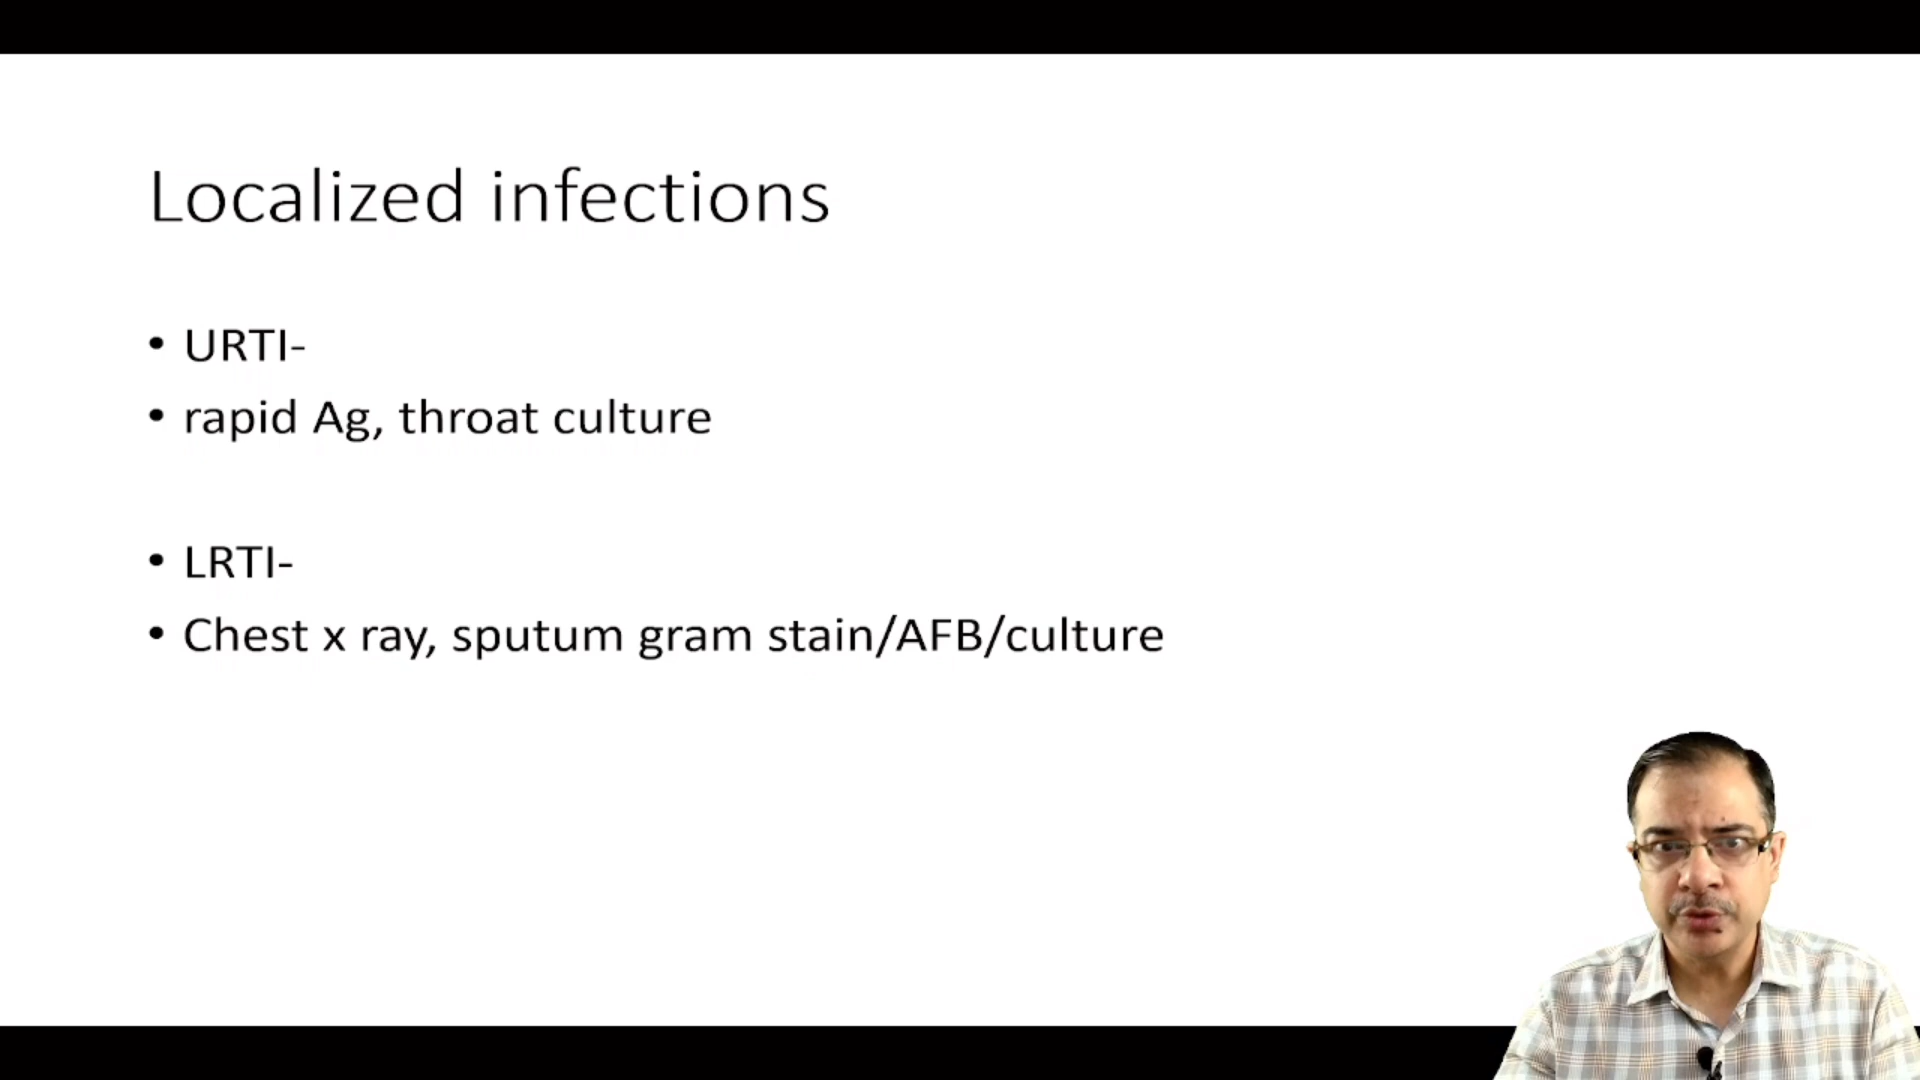 Localized infections
• URTI-
• rapid Ag, throat culture
• LRTI-
• Chest x ray, sputum gram stain/AFB/culture